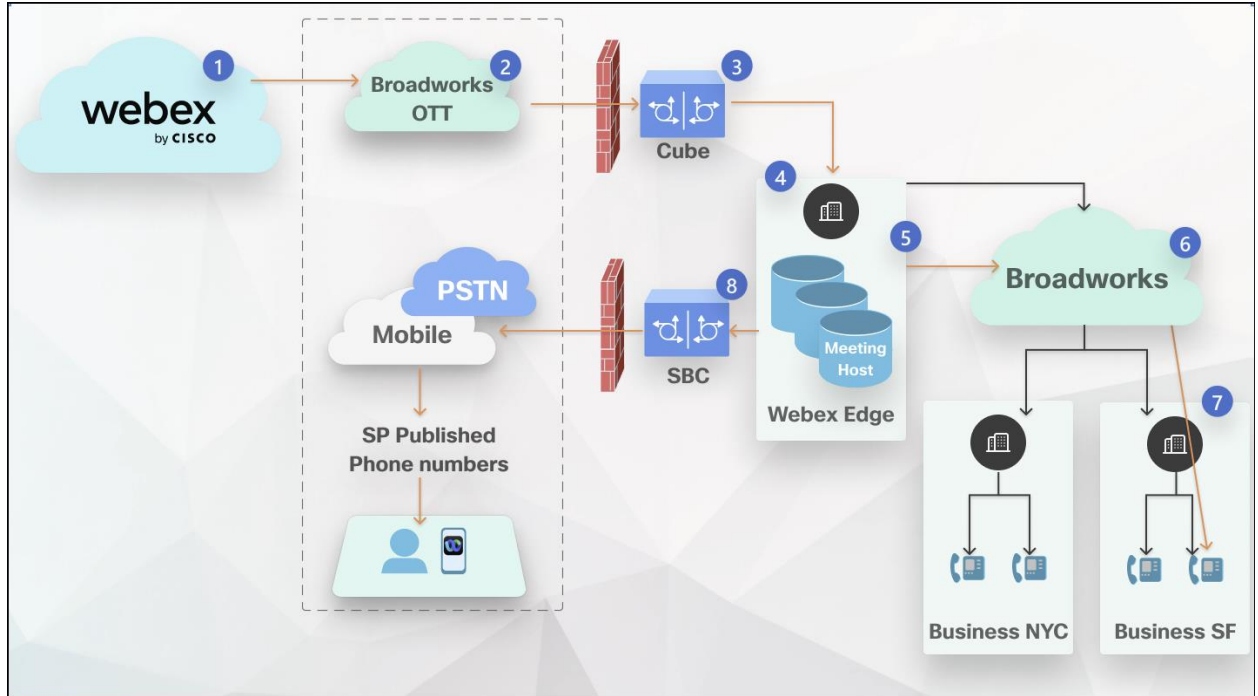 webex
by CISCO
1
Broadworks
OTT
2
3
Cube
4
5
Broadworks
6
PSTN
Mobile
8
SBC
Meeting
Host
Webex Edge
SP Published
Phone numbers
7
Business NYC
Business SF